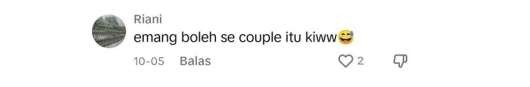 Riani
emang boleh se couple itu kiww😅
10-05 Balas 2